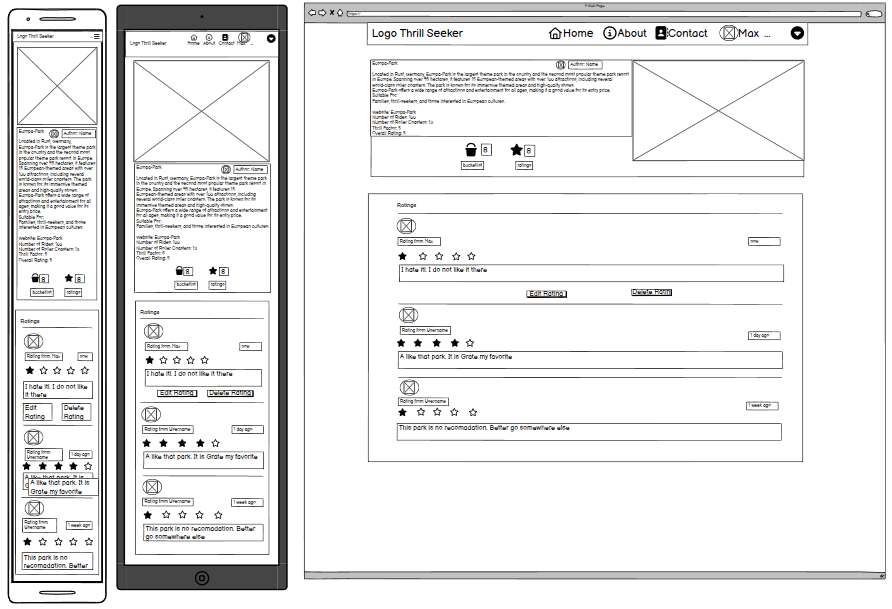 Logo Thrill Seeker
Europa-Park
Author: Name
Located in Rust, Germany,
Europa-Park is the largest theme park
in the country and the second most
popular theme park in Europe.
Spanning over 95 hectares, it features
15 European-themed areas with over
100 attractions, including several
world-class roller coasters. The park
is known for its immersive themed
areas and high-quality shows.
Europa-Park offers a wide range of
attractions and entertainment for all
ages, making it a good value for its
entry price.
Suitable For:
Families, thrill-seekers, and those
interested in European cultures.
website: Europa-Park
Number of Rides: 100
Number of Roller Coasters: 13
Thrill Factor: 5
Overall Rating: 5
8
8
bucketlist
ratings
Ratings
Rating from Max
now
I hate it!. I do not like
it there
Edit
Rating
Delete
Rating
Rating from
Username
1 day ago
A like that park. It is
A like that park. It is
Grate my favorite
Rating from
Username
1 week ago
This park is no
recomadation. Better
Logo Thrill Seeker
Home
About
Contact
Max ...
Europa-Park
Author: Name
Located in Rust, Germany, Europa-Park is the largest theme park
in the country and the second most popular theme park in Europe.
Spanning over 95 hectares, it features 15
European-themed areas with over 100 attractions, including
several world-class roller coasters. The park is known for its
immersive themed areas and high-quality shows.
Europa-Park offers a wide range of attractions and entertainment
for all ages, making it a good value for its entry price.
Suitable For:
Families, thrill-seekers, and those interested in European cultures.
website: Europa-Park
Number of Rides: 100
Number of Roller Coasters: 13
Thrill Factor: 5
Overall Rating: 5
8
8
bucketlist
ratings
Ratings
Rating from Max
now
I hate it!. I do not like it there
Edit Rating
Delete Rating
Rating from Username
1 day ago
A like that park. It is Grate my favorite
Rating from Username
1 week ago
This park is no recomadation. Better
go somewhere else
A Web Page
https://
Logo Thrill Seeker
Home
About
Contact
Max ...
Europa-Park
Author: Name
Located in Rust, Germany, Europa-Park is the largest theme park in the country and the second most popular theme park
in Europe. Spanning over 95 hectares, it features 15 European-themed areas with over 100 attractions, including several
world-class roller coasters. The park is known for its immersive themed areas and high-quality shows.
Europa-Park offers a wide range of attractions and entertainment for all ages, making it a good value for its entry price.
Suitable For:
Families, thrill-seekers, and those interested in European cultures.
website: Europa-Park
Number of Rides: 100
Number of Roller Coasters: 13
Thrill Factor: 5
Overall Rating: 5
8
8
bucketlist
ratings
Ratings
Rating from Max
now
I hate it!. I do not like it there
Edit Rating
Delete Rating
Rating from Username
1 day ago
A like that park. It is Grate my favorite
Rating from Username
1 week ago
This park is no recomadation. Better go somewhere else